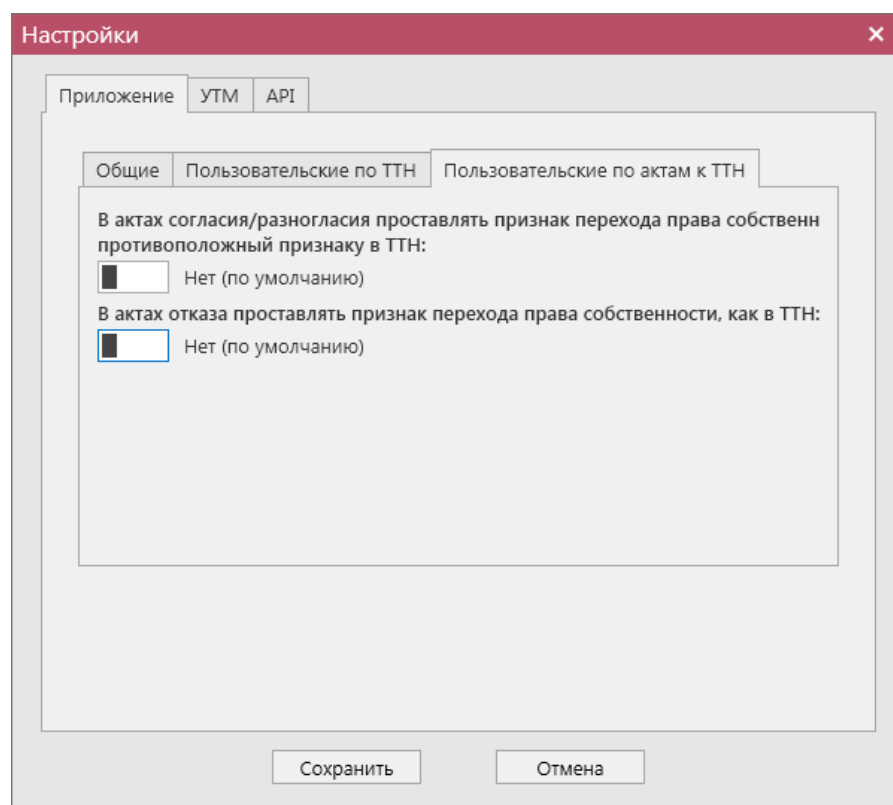 Настройки
Приложение УТМ API
Общие Пользовательские по ТТН Пользовательские по актам к ТТН
В актах согласия/разногласия проставлять признак перехода права собственн
противоположный признаку в ТТН:
Нет (по умолчанию)
В актах отказа проставлять признак перехода права собственности, как в ТТН:
Нет (по умолчанию)
Сохранить Отмена